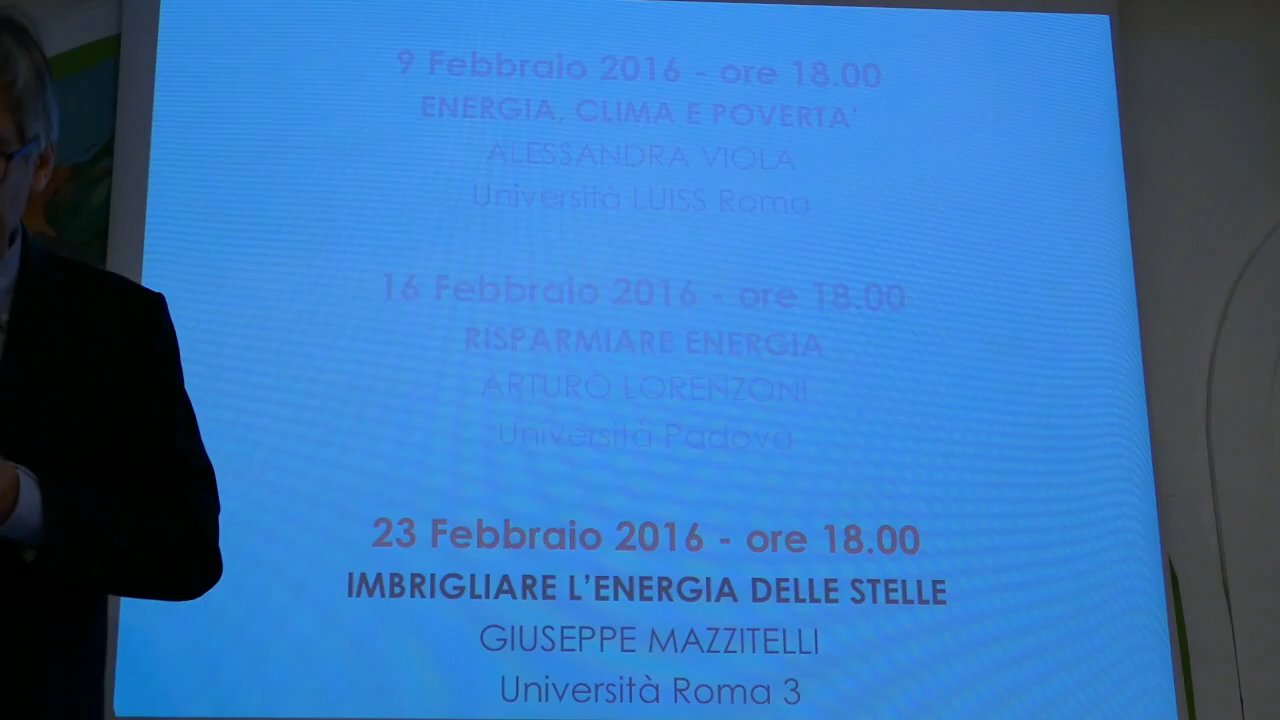 9 Febbraio 2016 - ore 18.00
ENERGIA, CLIMA E POVERTA'
ALESSANDRA VIOLA
Università LUISS Roma
16 Febbraio 2016 - ore 18.00
RISPARMIARE ENERGIA
ARTURO LORENZONI
Università Padova
23 Febbraio 2016 - ore 18.00
IMBRIGLIARE L'ENERGIA DELLE STELLE
GIUSEPPE MAZZITELLI
Università Roma 3